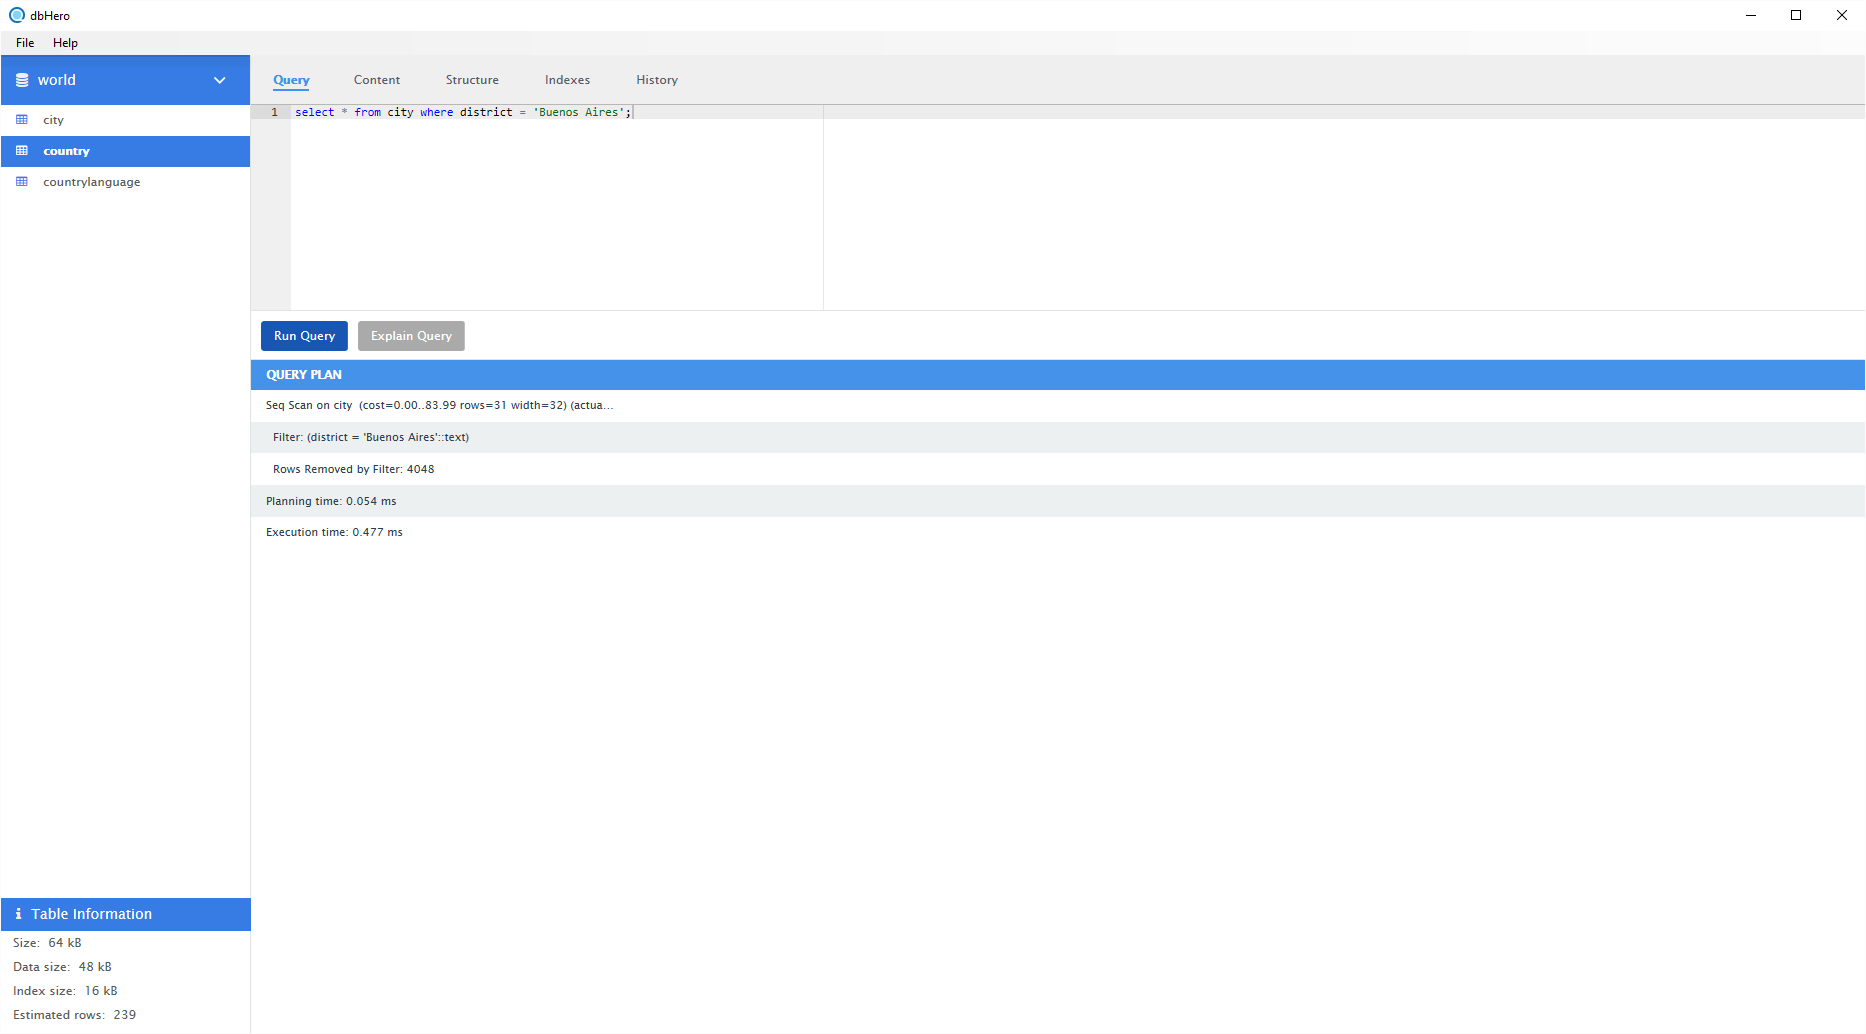 dbHero
File Help
world
city
country
countrylanguage
Query Content Structure Indexes History
1 select * from city where district = 'Buenos Aires';
Run Query Explain Query
QUERY PLAN
Seq Scan on city (cost=0.00..83.99 rows=31 width=32) (actua...
Filter: (district = 'Buenos Aires'::text)
Rows Removed by Filter: 4048
Planning time: 0.054 ms
Execution time: 0.477 ms
Table Information
Size: 64 kB
Data size: 48 kB
Index size: 16 kB
Estimated rows: 239